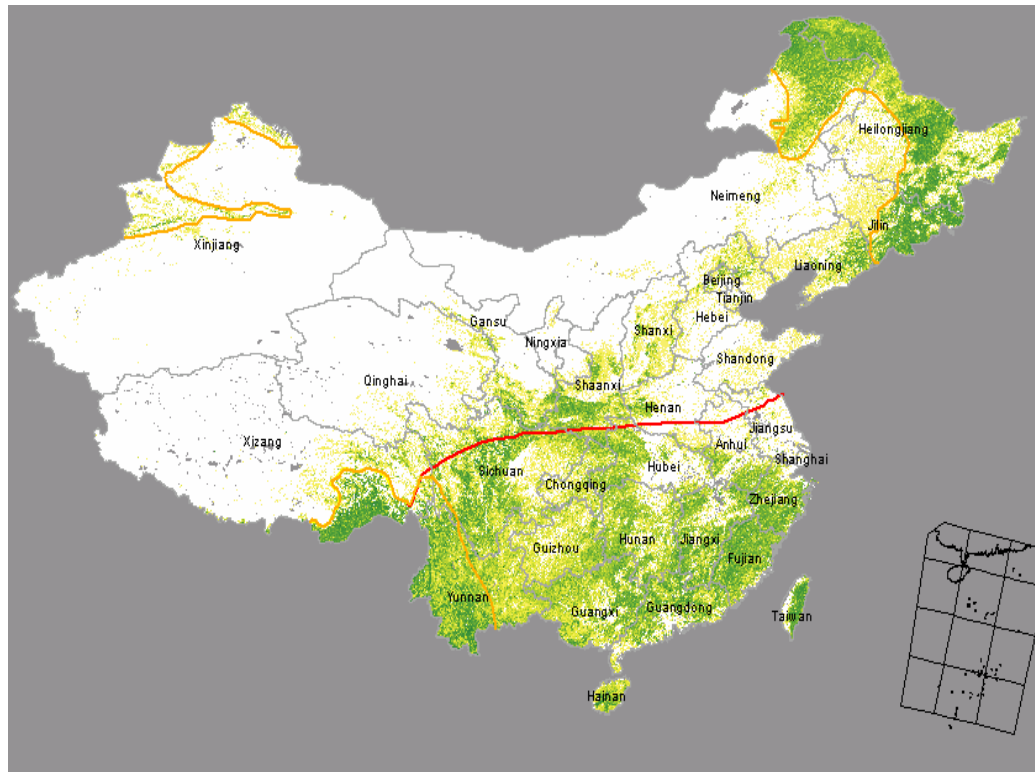 Heilongjiang
Neimeng
Jilin
Xinjiang
Liaoning
Beijing
Tianjin
Hebei
Gansu
Shanxi
Ningxia
Shandong
Qinghai
Shaanxi
Henan
Jiangsu
Xizang
Anhui
Shanghai
Sichuan
Hubei
Chongqing
Zhejiang
Hunan
Jiangxi
Guizhou
Fujian
Yunnan
Guangxi
Guangdong
Taiwan
Hainan